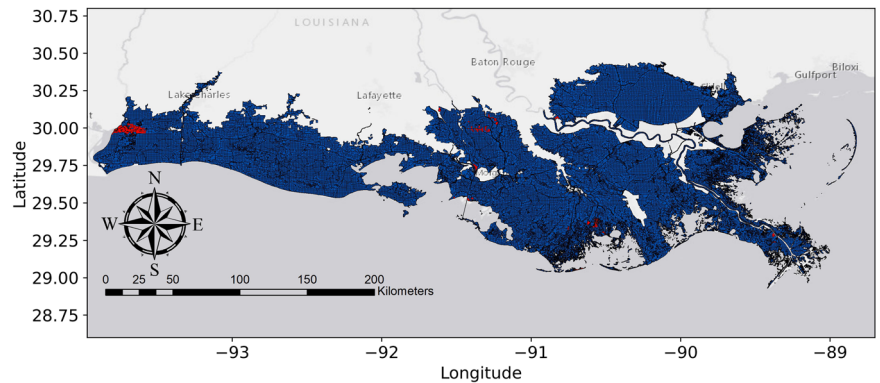 30.75
30.50
30.25
30.00
29.75
29.50
29.25
29.00
28.75
Latitude
LOUISIANA
Baton Rouge
Biloxi
Gulfport
Lake Charles
Lafayette
N
W E
S
0 25 50 100 150 200
Kilometers
−93 −92 −91 −90 −89
Longitude